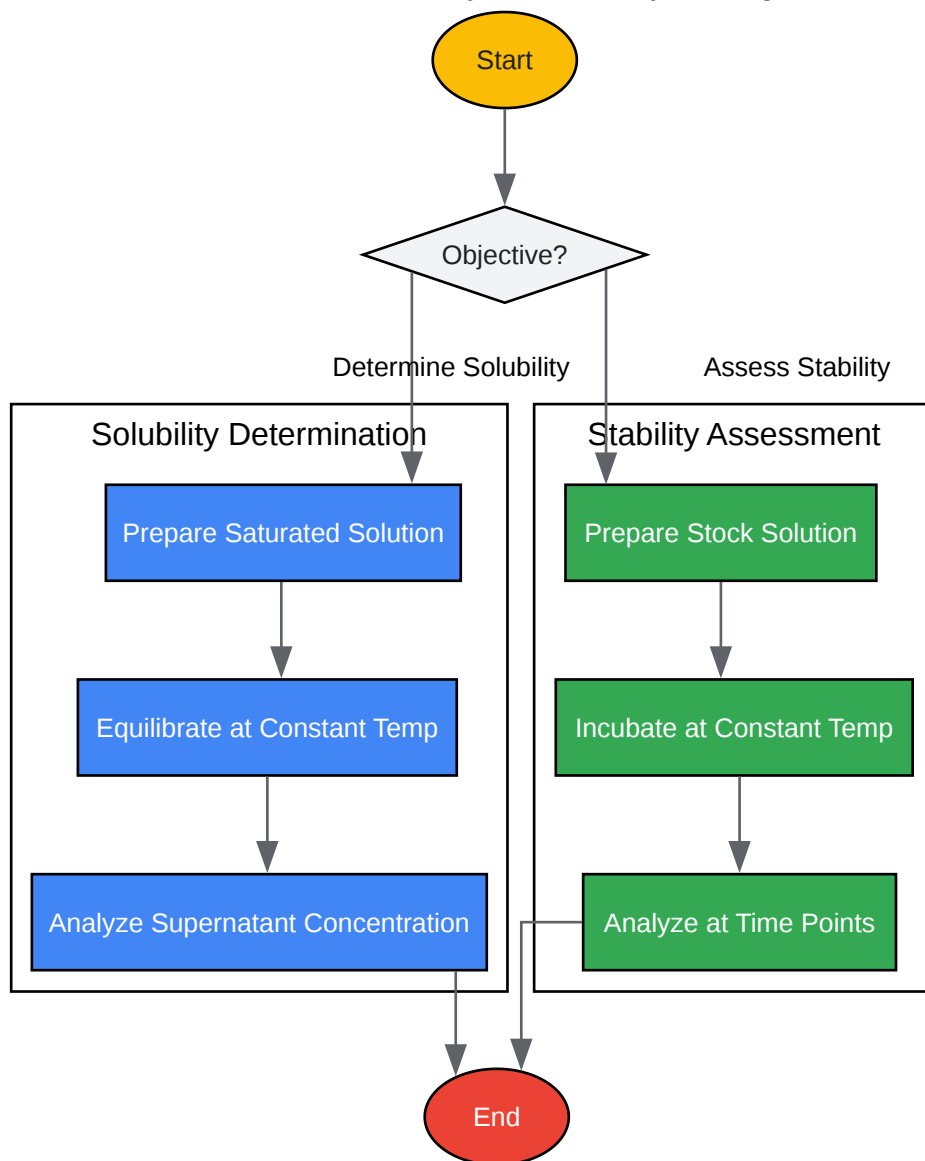 Start
Objective?
Determine Solubility
Assess Stability
Solubility Determination
Stability Assessment
Prepare Saturated Solution
Prepare Stock Solution
Equilibrate at Constant Temp
Incubate at Constant Temp
Analyze Supernatant Concentration
Analyze at Time Points
End